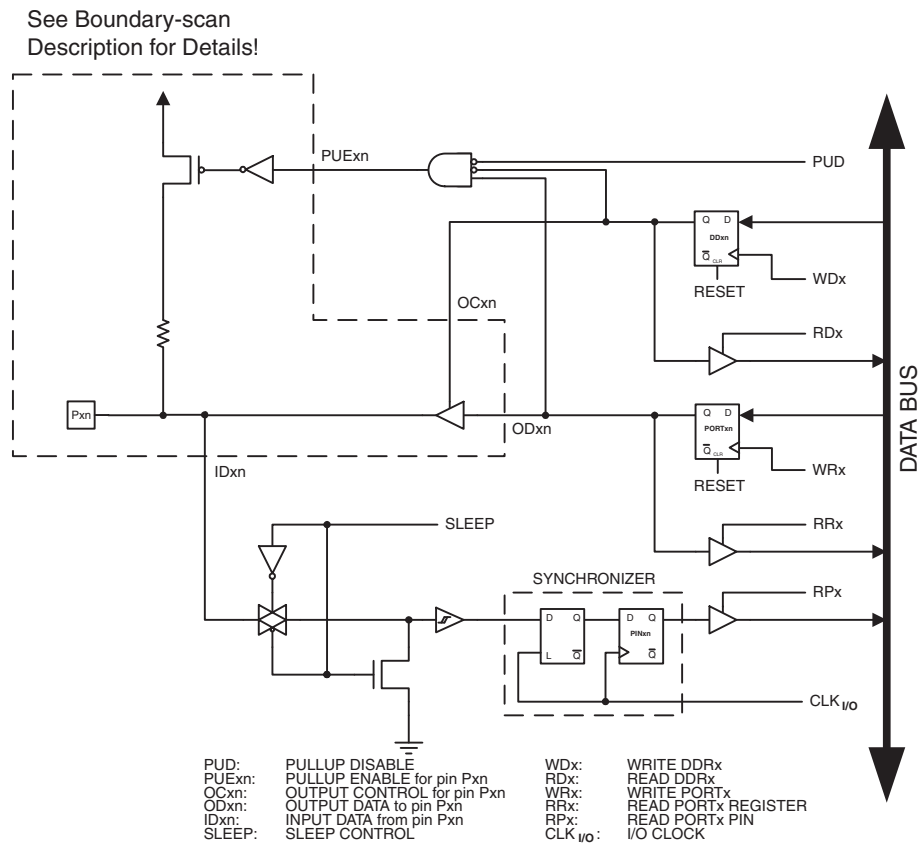 See Boundary-scan
Description for Details!
PUExn
PUD
Q D
DDxn
Q CLR
WDx
RESET
OCxn
RDx
DATA BUS
Pxn
ODxn
Q D
PORTxn
Q CLR
IDxn
WRx
RESET
SLEEP
RRx
SYNCHRONIZER
RPx
D Q
L Q
D Q
PINxn
Q
CLK I/O
PUD: PULLUP DISABLE
PUExn: PULLUP ENABLE for pin Pxn
OCxn: OUTPUT CONTROL for pin Pxn
ODxn: OUTPUT DATA to pin Pxn
IDxn: INPUT DATA from pin Pxn
SLEEP: SLEEP CONTROL
WDx: WRITE DDRx
RDx: READ DDRx
WRx: WRITE PORTx
RRx: READ PORTx REGISTER
RPx: READ PORTx PIN
CLK I/O: I/O CLOCK